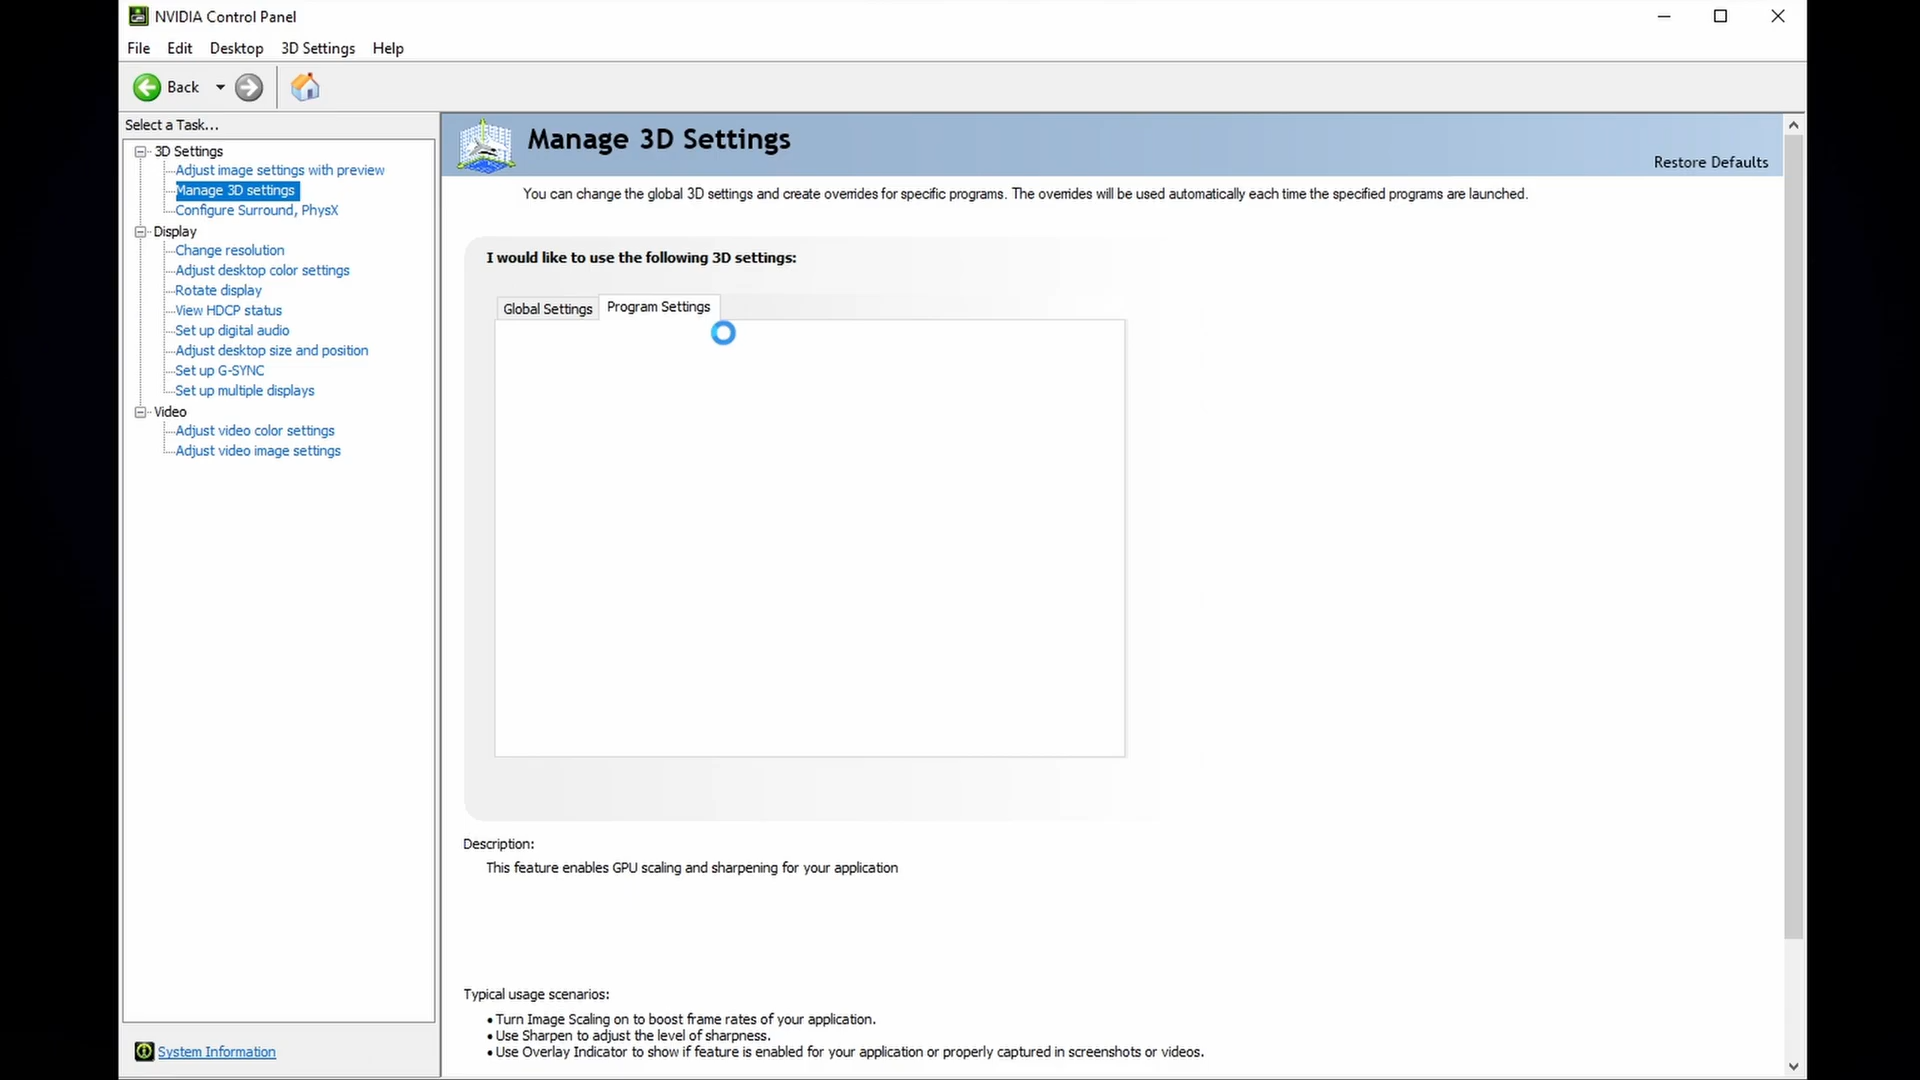 NVIDIA Control Panel
File Edit Desktop 3D Settings Help
Back
Select a Task...
3D Settings
Adjust image settings with preview
Manage 3D settings
Configure Surround, PhysX
Display
Change resolution
Adjust desktop color settings
Rotate display
View HDCP status
Set up digital audio
Adjust desktop size and position
Set up G-SYNC
Set up multiple displays
Video
Adjust video color settings
Adjust video image settings
System Information
Manage 3D Settings
Restore Defaults
You can change the global 3D settings and create overrides for specific programs. The overrides will be used automatically each time the specified programs are launched.
I would like to use the following 3D settings:
Global Settings Program Settings
Description:
This feature enables GPU scaling and sharpening for your application
Typical usage scenarios:
• Turn Image Scaling on to boost frame rates of your application.
• Use Sharpen to adjust the level of sharpness.
• Use Overlay Indicator to show if feature is enabled for your application or properly captured in screenshots or videos.